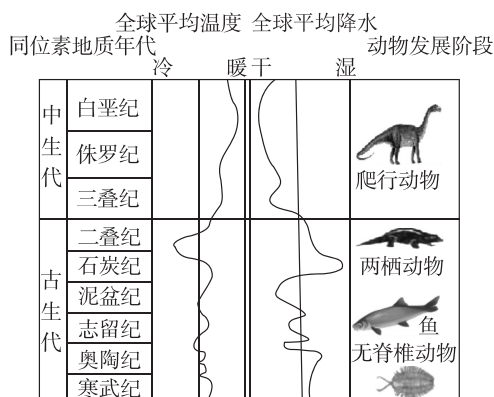 全球平均温度 全球平均降水
同位素地质年代 动物发展阶段
冷 暖 干 湿
中生代
白垩纪
侏罗纪
三叠纪
爬行动物
古生代
二叠纪
石炭纪
泥盆纪
志留纪
奥陶纪
寒武纪
两栖动物
鱼
无脊椎动物